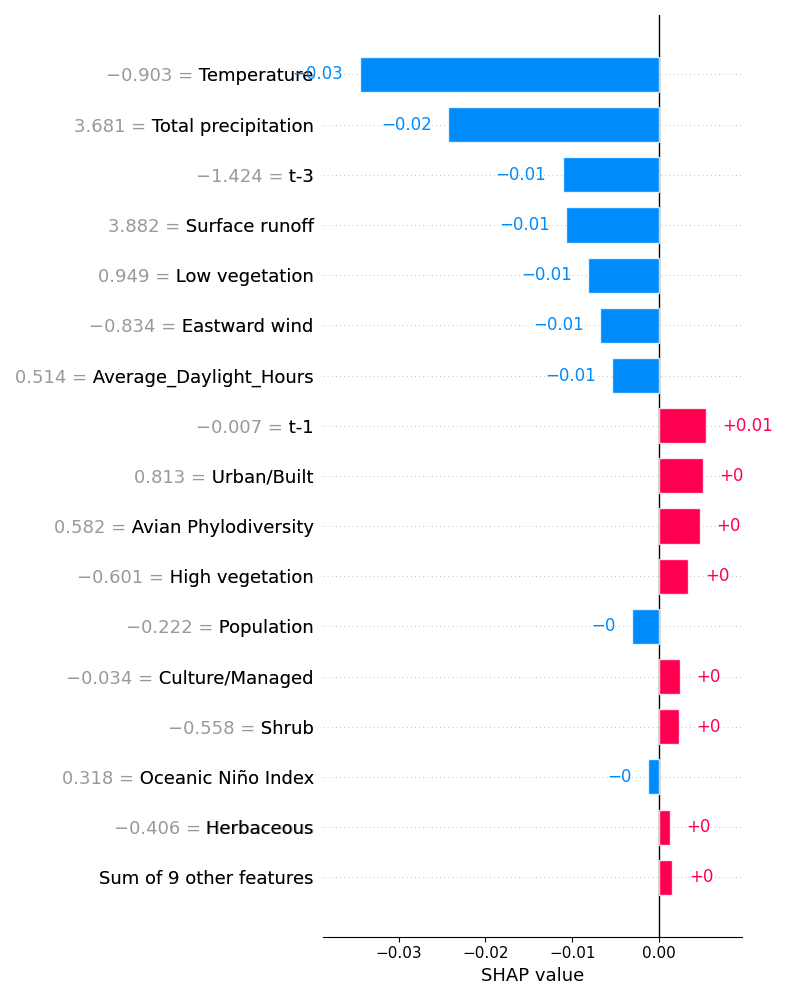 −0.903 = Temperature −0.03
3.681 = Total precipitation −0.02
−1.424 = t-3 −0.01
3.882 = Surface runoff −0.01
0.949 = Low vegetation −0.01
−0.834 = Eastward wind −0.01
0.514 = Average_Daylight_Hours −0.01
−0.007 = t-1 +0.01
0.813 = Urban/Built +0
0.582 = Avian Phylodiversity +0
−0.601 = High vegetation +0
−0.222 = Population −0
−0.034 = Culture/Managed +0
−0.558 = Shrub +0
0.318 = Oceanic Niño Index −0
−0.406 = Herbaceous +0
Sum of 9 other features +0
−0.03 −0.02 −0.01 0.00
SHAP value